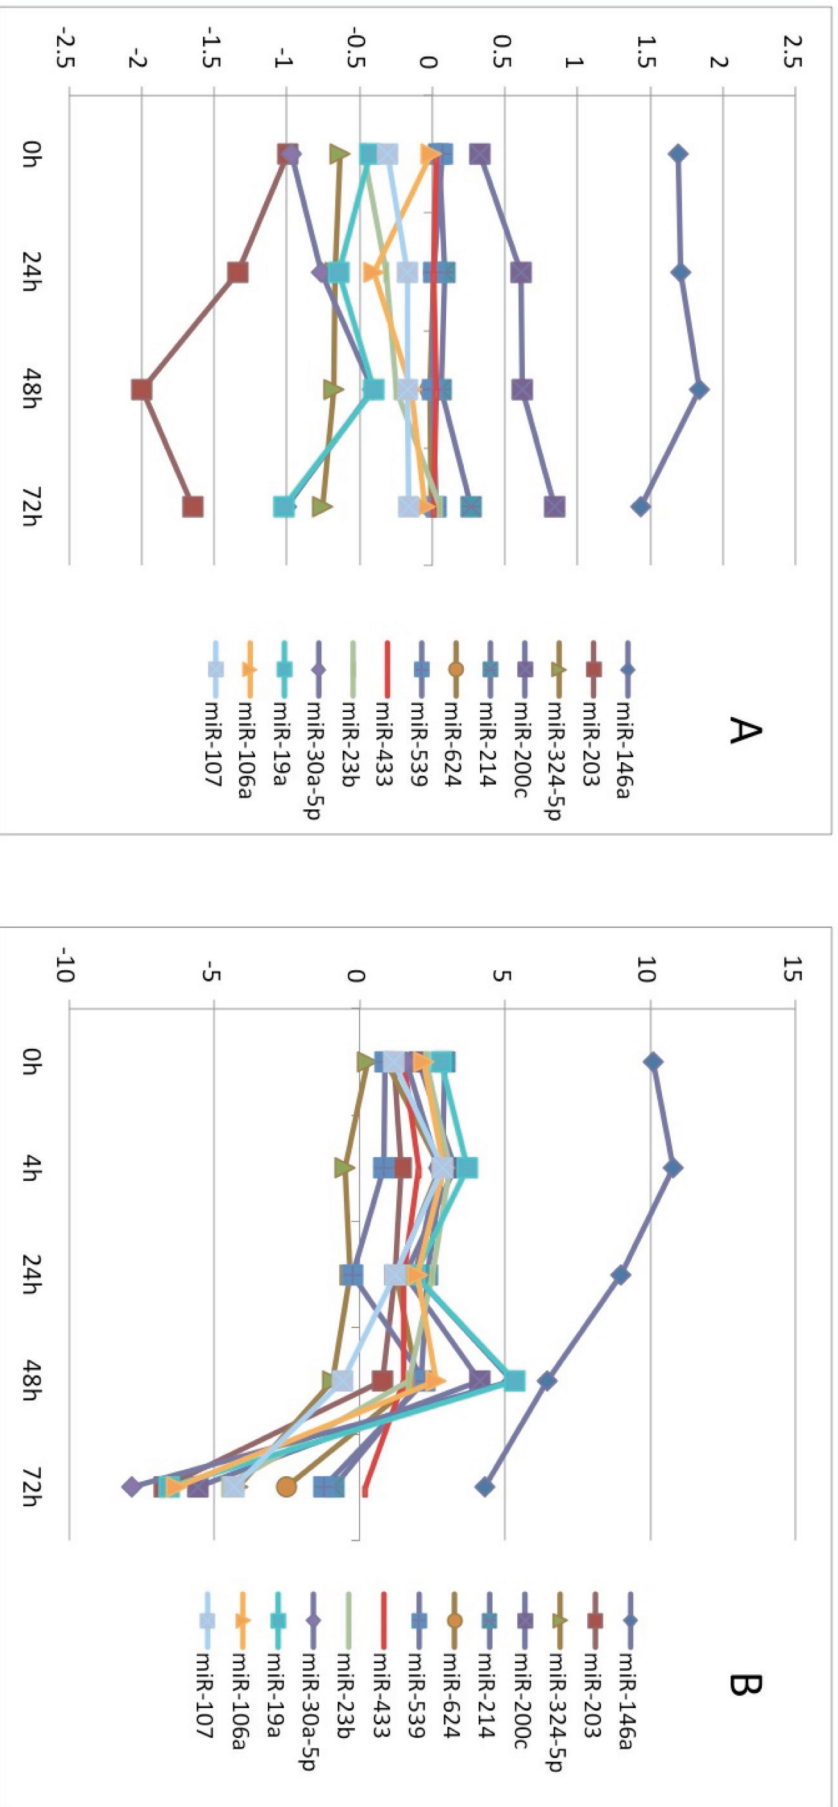 A
2.5
2
1.5
1
0.5
0
-0.5
-1
-1.5
-2
-2.5
0h
24h
48h
72h
miR-146a
miR-203
miR-324-5p
miR-200c
miR-214
miR-624
miR-539
miR-433
miR-23b
miR-30a-5p
miR-19a
miR-106a
miR-107
B
15
10
5
0
-5
-10
0h
4h
24h
48h
72h
miR-146a
miR-203
miR-324-5p
miR-200c
miR-214
miR-624
miR-539
miR-433
miR-23b
miR-30a-5p
miR-19a
miR-106a
miR-107